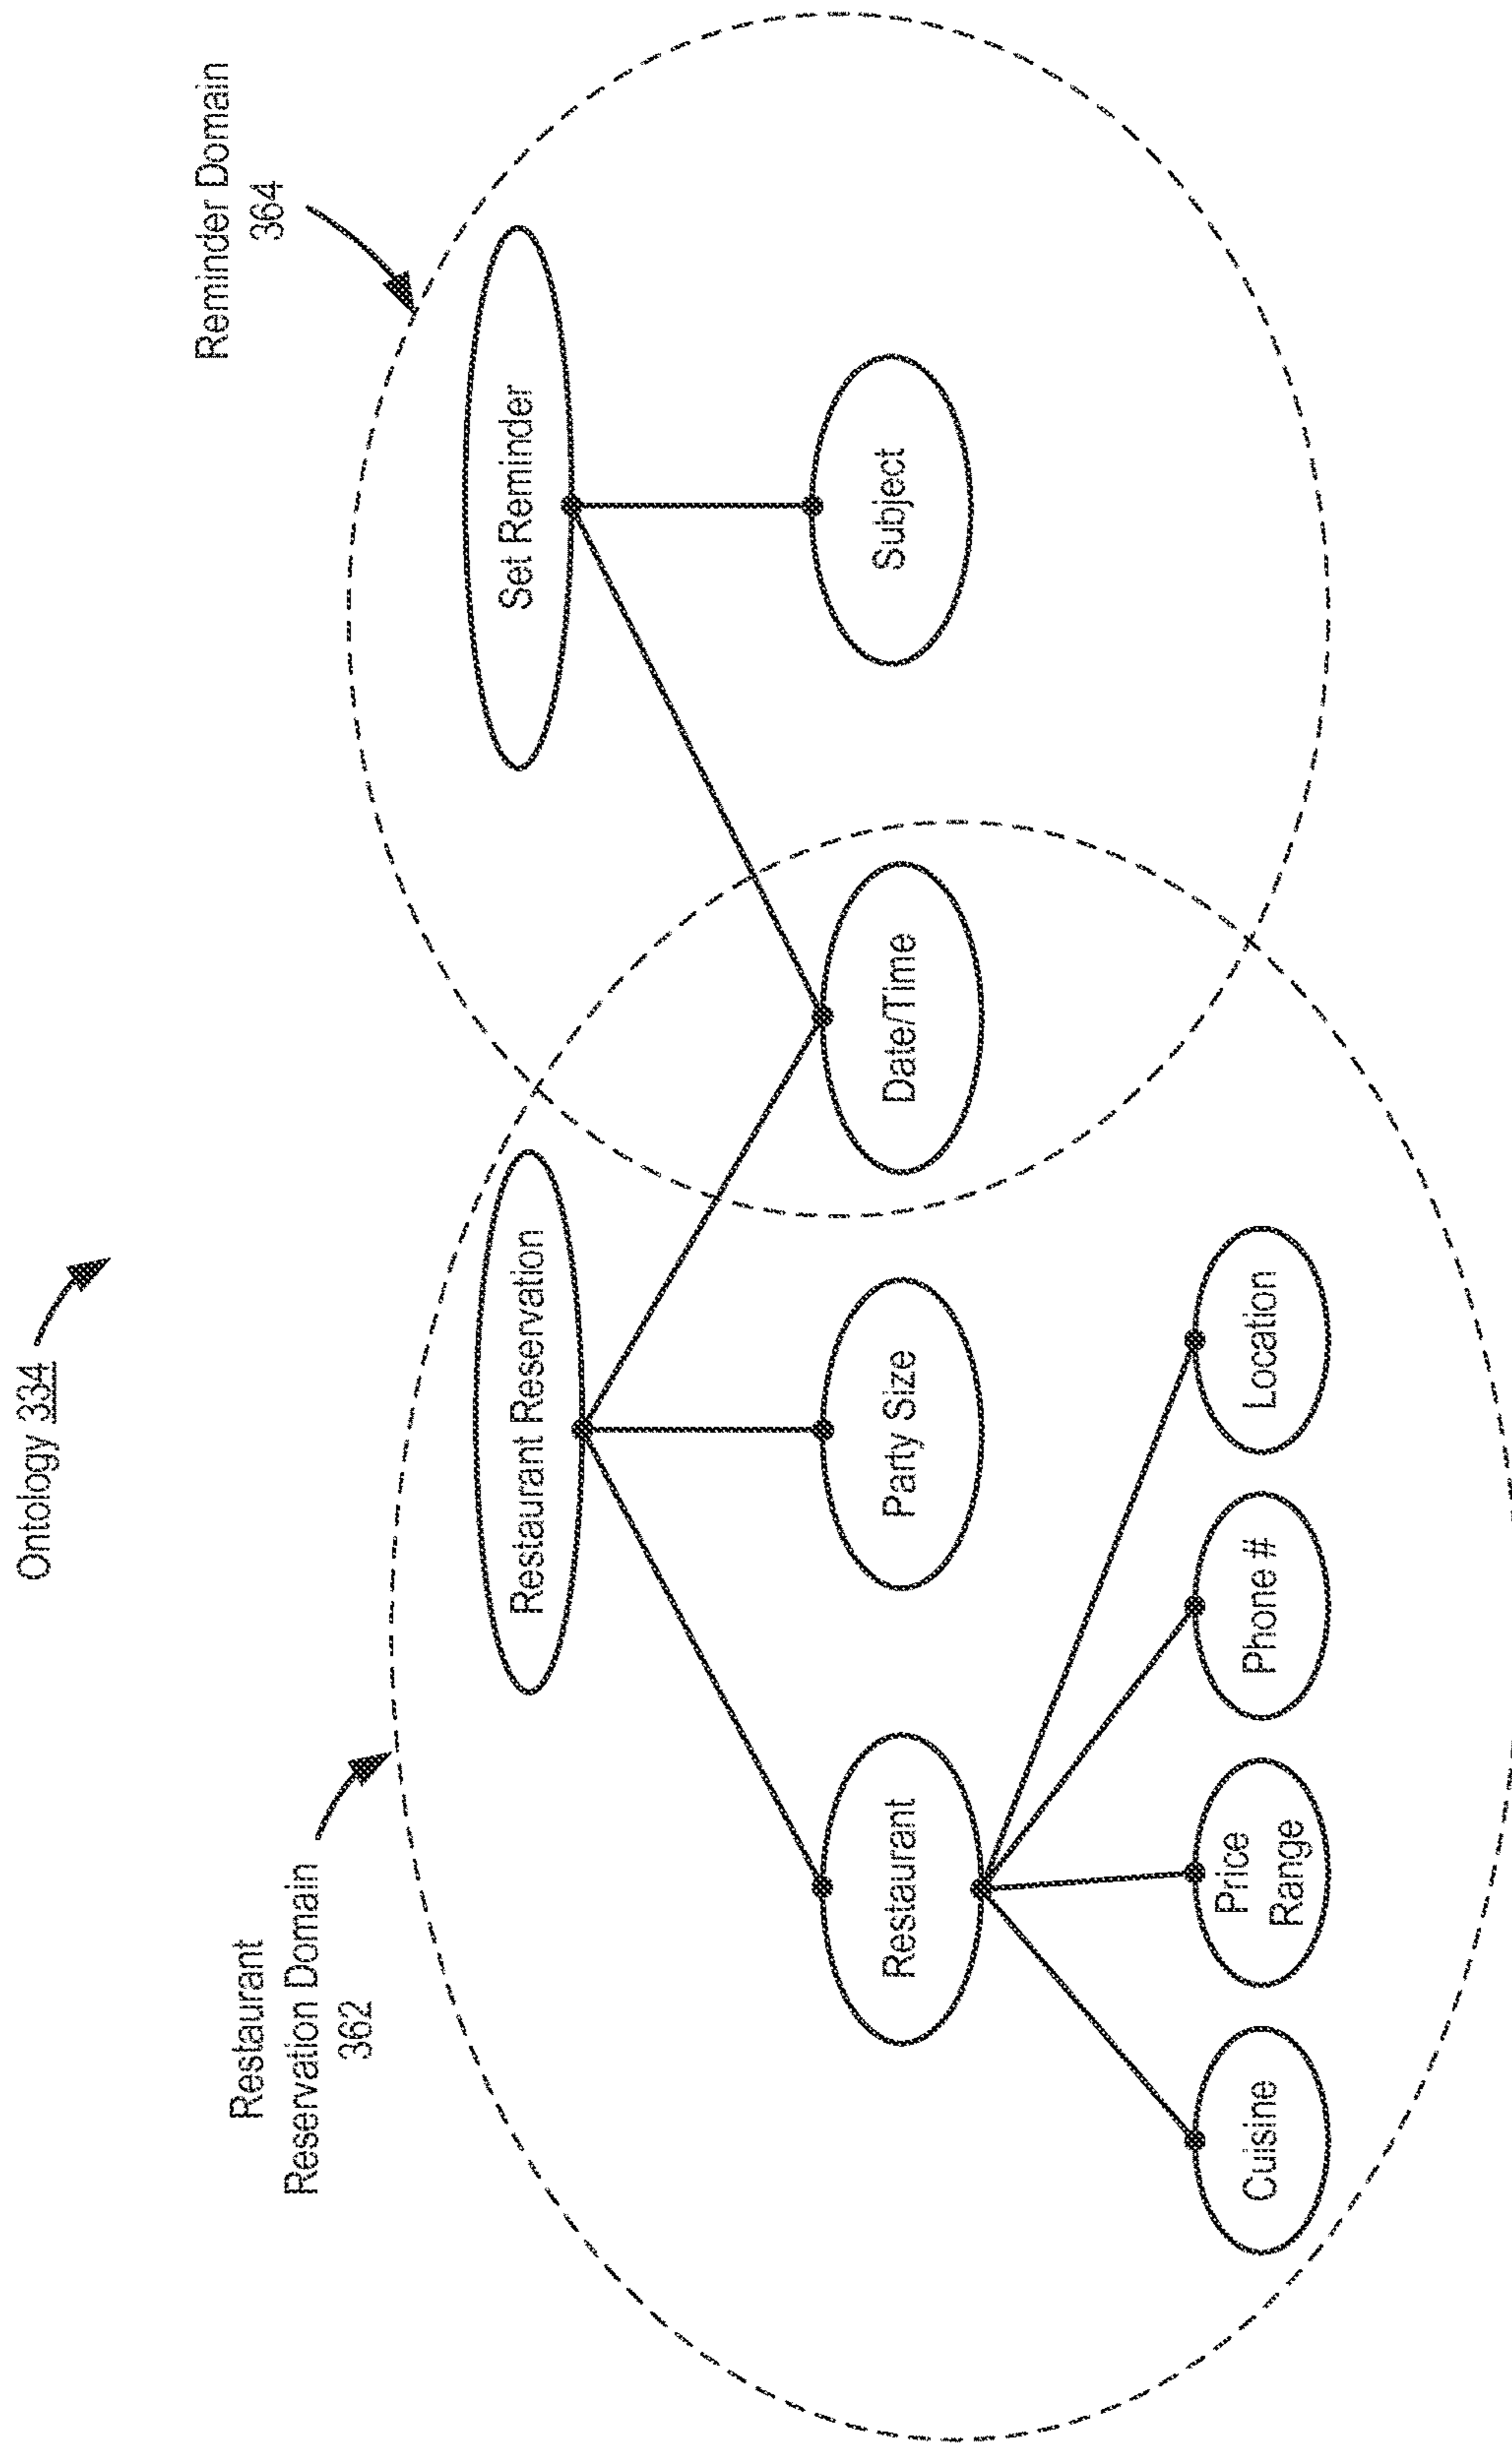 Ontology 334
Restaurant
Reservation Domain
362
Reminder Domain
364
Restaurant Reservation
Set Reminder
Restaurant
Party Size
Date/Time
Subject
Cuisine
Price
Range
Phone #
Location